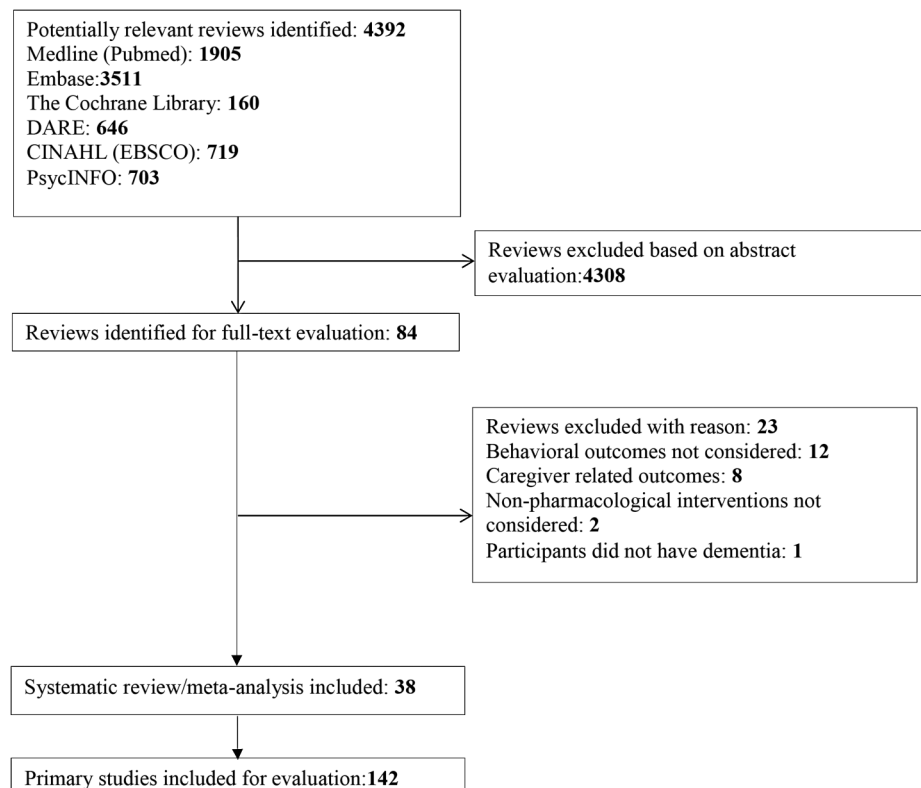 Potentially relevant reviews identified: 4392
Medline (Pubmed): 1905
Embase:3511
The Cochrane Library: 160
DARE: 646
CINAHL (EBSCO): 719
PsycINFO: 703
Reviews excluded based on abstract
evaluation:4308
Reviews identified for full-text evaluation: 84
Reviews excluded with reason: 23
Behavioral outcomes not considered: 12
Caregiver related outcomes: 8
Non-pharmacological interventions not
considered: 2
Participants did not have dementia: 1
Systematic review/meta-analysis included: 38
Primary studies included for evaluation:142